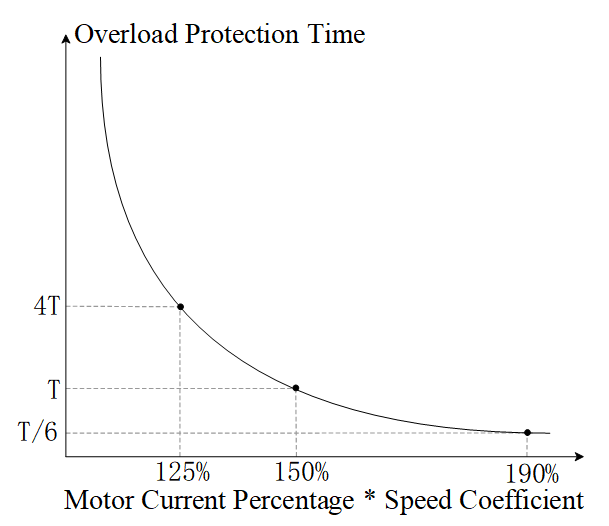 Overload Protection Time
4T
T
T/6
125% 150% 190%
Motor Current Percentage * Speed Coefficient